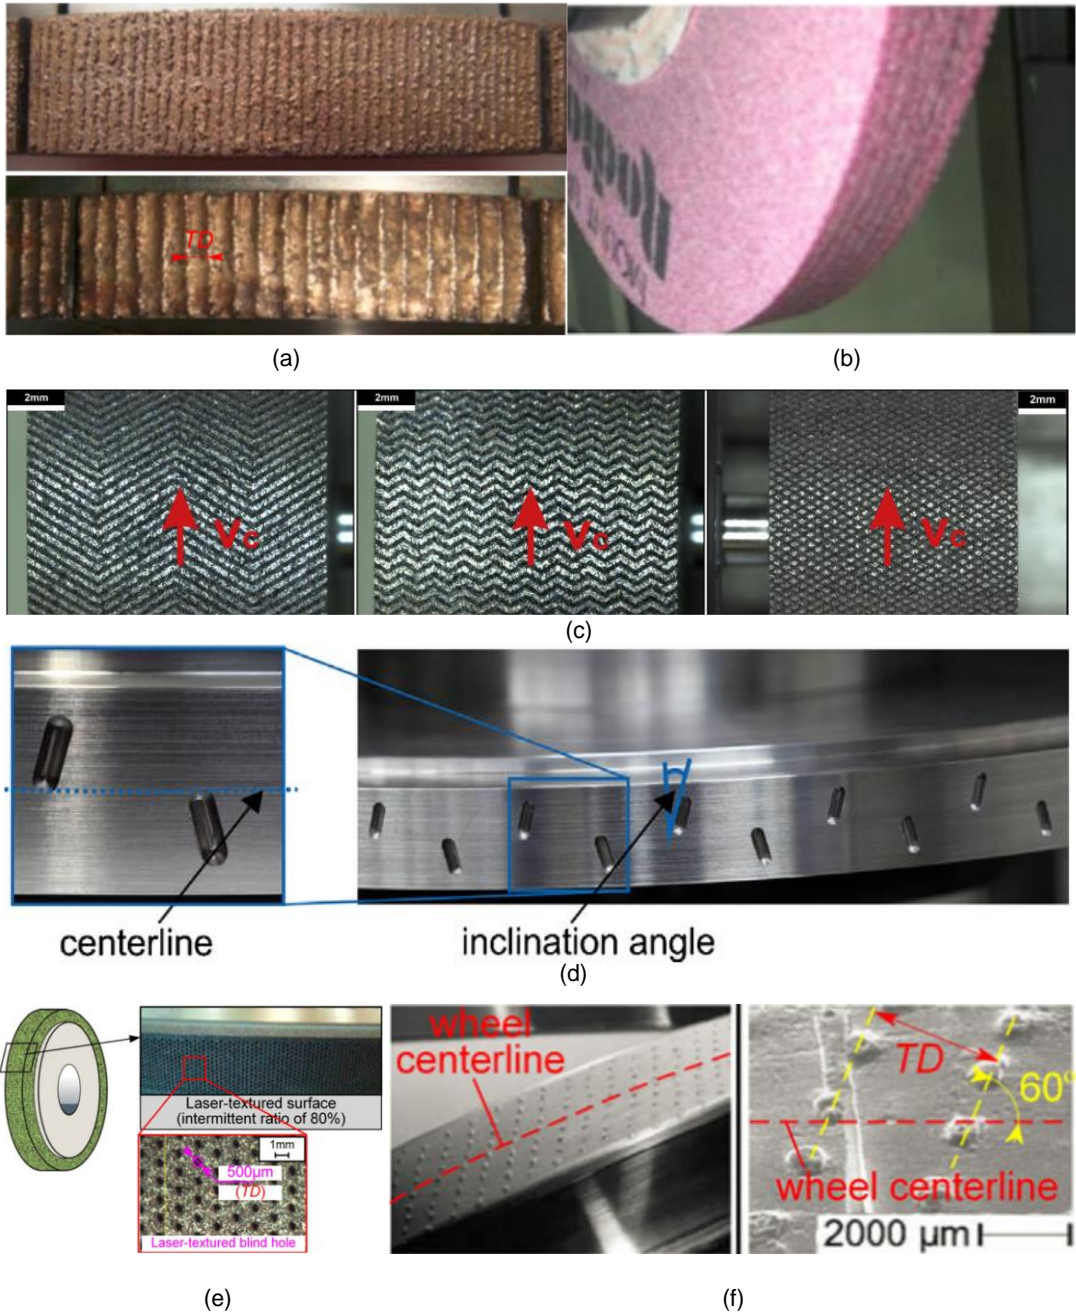 TD
(a)
(b)
2mm
2mm
2mm
vc
vc
vc
(c)
centerline
inclination angle
(d)
Laser-textured surface
(intermittent ratio of 80%)
1mm
500μm
(TD)
Laser-textured blind hole
wheel
centerline
TD
60º
wheel centerline
2000 μm
(e)
(f)